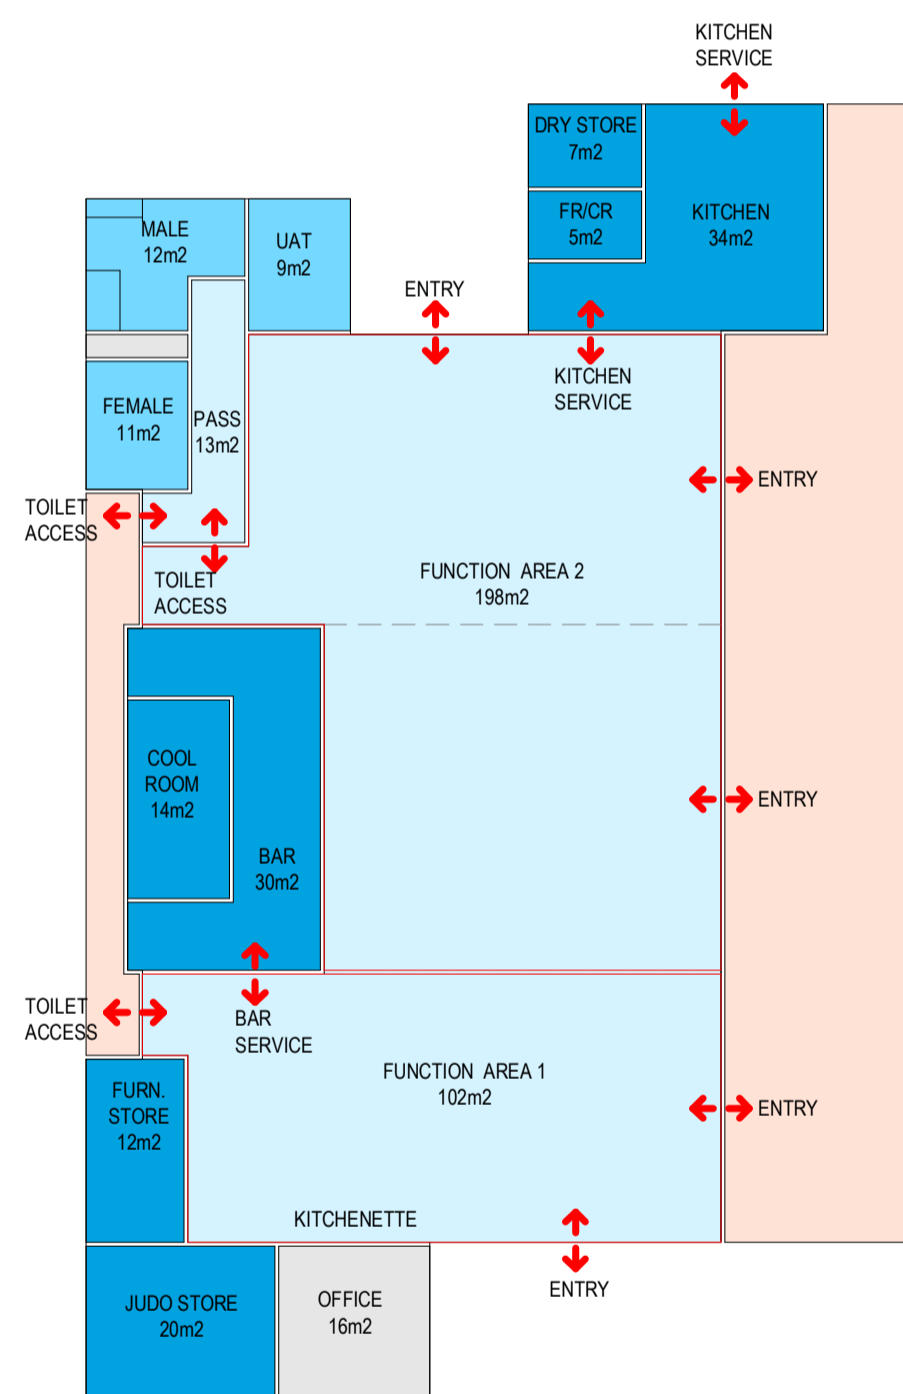 KITCHEN
SERVICE
DRY STORE
7m2
FR/CR
5m2
KITCHEN
34m2
MALE
12m2
UAT
9m2
ENTRY
KITCHEN
SERVICE
FEMALE
11m2
PASS
13m2
ENTRY
TOILET
ACCESS
TOILET
ACCESS
FUNCTION AREA 2
198m2
COOL
ROOM
14m2
ENTRY
BAR
30m2
TOILET
ACCESS
BAR
SERVICE
FUNCTION AREA 1
102m2
FURN.
STORE
12m2
ENTRY
KITCHENETTE
ENTRY
JUDO STORE
20m2
OFFICE
16m2